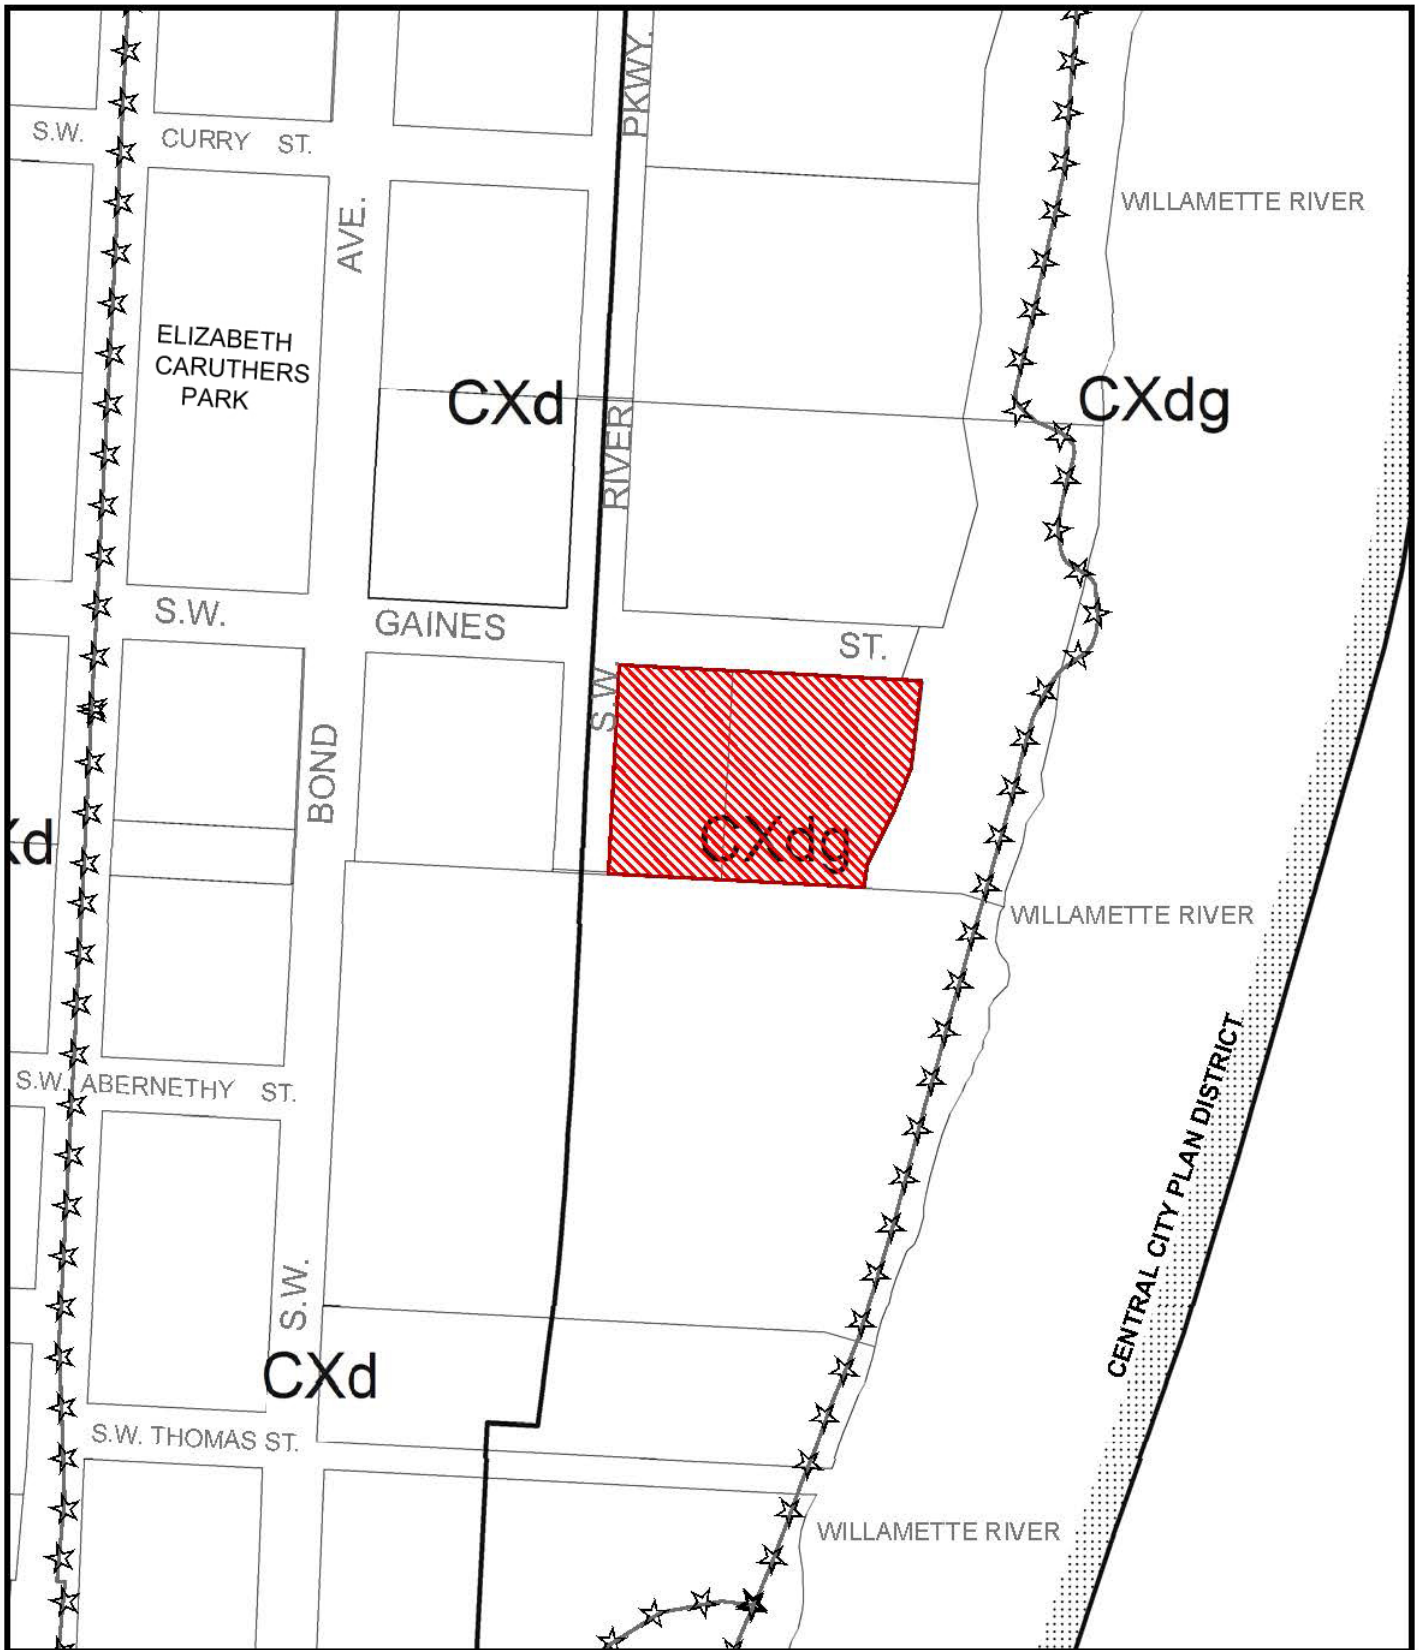 PKWY.
S.W.
CURRY ST.
WILLAMETTE RIVER
AVE.
ELIZABETH
CARUTHERS
PARK
CXd
CXdg
RIVER
S.W.
GAINES
ST.
S.W.
BOND
CXdg
Xd
WILLAMETTE RIVER
S.W. ABERNETHY ST.
CENTRAL CITY PLAN DISTRICT
S.W.
CXd
S.W. THOMAS ST.
WILLAMETTE RIVER